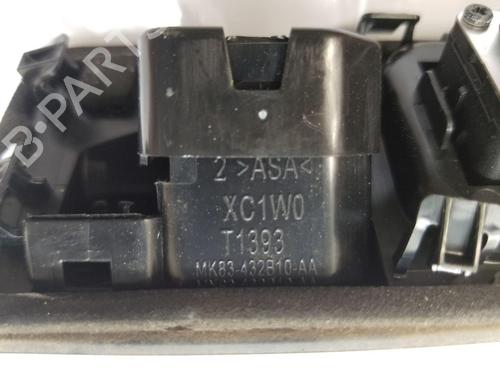 B-PARTS
2 >ASA<
XC1W0
T1393
MK83-432B10-AA